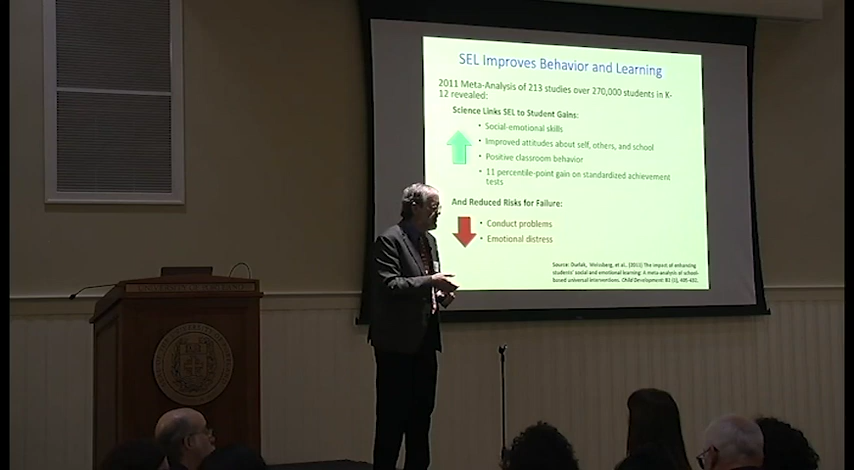 SEL Improves Behavior and Learning
2011 Meta-Analysis of 213 studies over 270,000 students in K-
12 revealed:
Science Links SEL to Student Gains:
• Social-emotional skills
• Improved attitudes about self, others, and school
• Positive classroom behavior
• 11 percentile-point gain on standardized achievement
tests
And Reduced Risks for Failure:
• Conduct problems
• Emotional distress
Source: Durlak, Weissberg, et al., (2011) The impact of enhancing
students' social and emotional learning: A meta-analysis of school-
based universal interventions. Child Development: 82 (1), 405-432.
UNIVERSITY OF